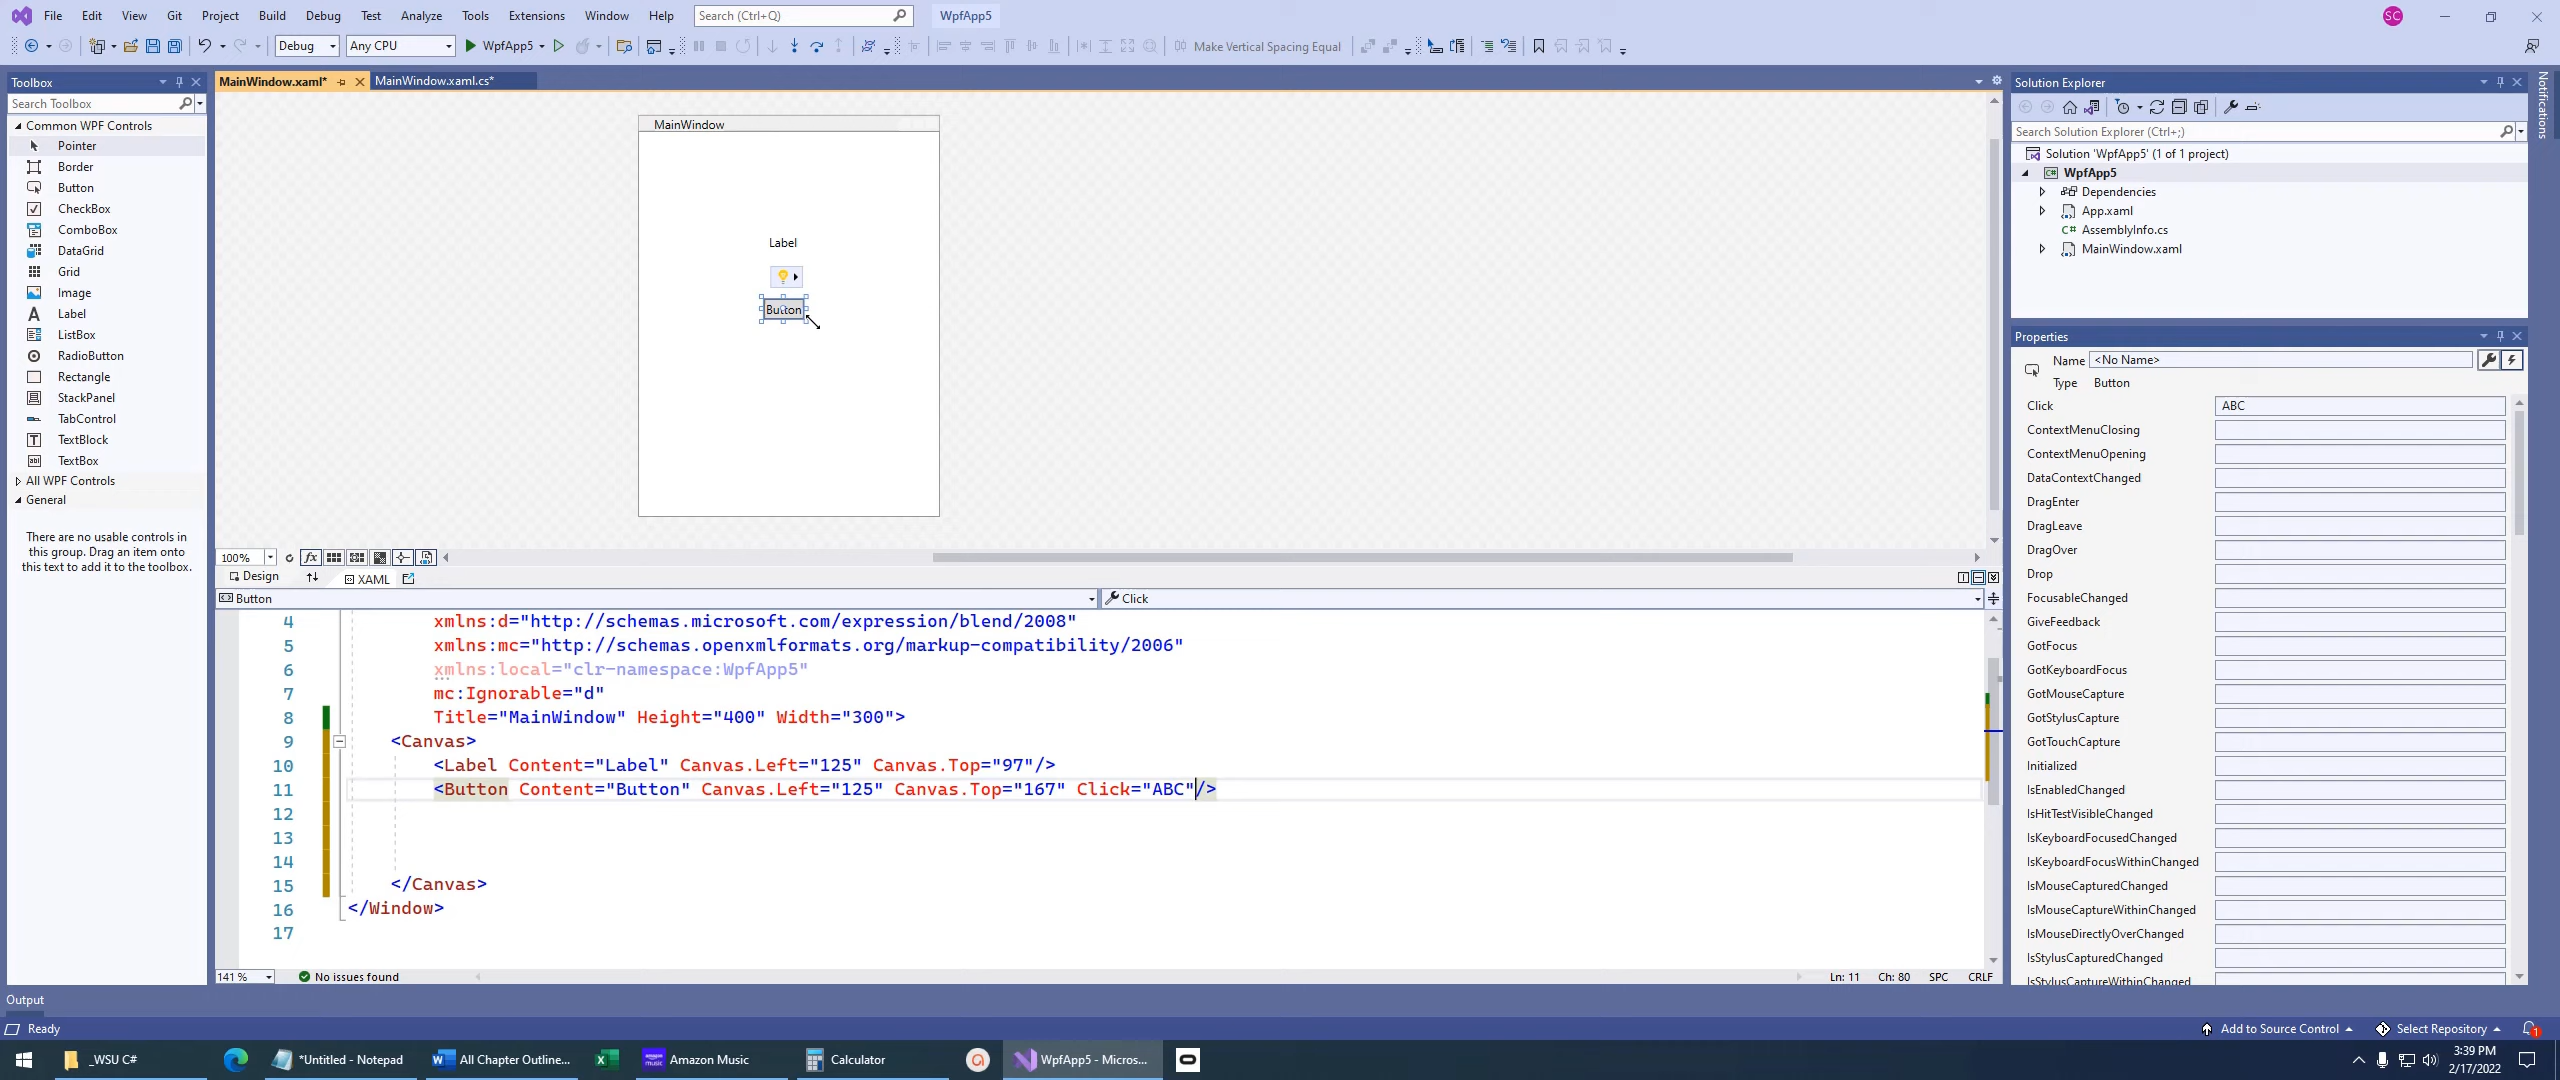 File Edit View Git Project Build Debug Test Analyze Tools Extensions Window Help Search (Ctrl+Q) WpfApp5 SC
Debug Any CPU WpfApp5 Make Vertical Spacing Equal
Toolbox
Search Toolbox
Common WPF Controls
Pointer
Border
Button
CheckBox
ComboBox
DataGrid
Grid
Image
Label
ListBox
RadioButton
Rectangle
StackPanel
TabControl
TextBlock
TextBox
All WPF Controls
General
There are no usable controls in
this group. Drag an item onto
this text to add it to the toolbox.
MainWindow.xaml* MainWindow.xaml.cs*
MainWindow
Label
Button
100%
Design XAML
Button Click
4 xmlns:d="http://schemas.microsoft.com/expression/blend/2008"
5 xmlns:mc="http://schemas.openxmlformats.org/markup-compatibility/2006"
6 xmlns:local="clr-namespace:WpfApp5"
7 mc:Ignorable="d"
8 Title="MainWindow" Height="400" Width="300">
9 <Canvas>
10 <Label Content="Label" Canvas.Left="125" Canvas.Top="97"/>
11 <Button Content="Button" Canvas.Left="125" Canvas.Top="167" Click="ABC"/>
12
13
14
15 </Canvas>
16 </Window>
17
141 % No issues found Ln: 11 Ch: 80 SPC CRLF
Solution Explorer
Search Solution Explorer (Ctrl+;)
Solution 'WpfApp5' (1 of 1 project)
WpfApp5
Dependencies
App.xaml
C# AssemblyInfo.cs
MainWindow.xaml
Notifications
Properties
Name <No Name>
Type Button
Click ABC
ContextMenuClosing
ContextMenuOpening
DataContextChanged
DragEnter
DragLeave
DragOver
Drop
FocusableChanged
GiveFeedback
GotFocus
GotKeyboardFocus
GotMouseCapture
GotStylusCapture
GotTouchCapture
Initialized
IsEnabledChanged
IsHitTestVisibleChanged
IsKeyboardFocusedChanged
IsKeyboardFocusWithinChanged
IsMouseCapturedChanged
IsMouseCaptureWithinChanged
IsMouseDirectlyOverChanged
IsStylusCapturedChanged
IsStylusCaptureWithinChanged
Output
Ready Add to Source Control Select Repository 1
_WSU C# *Untitled - Notepad All Chapter Outline... Amazon Music Calculator WpfApp5 - Micros... 3:39 PM
2/17/2022